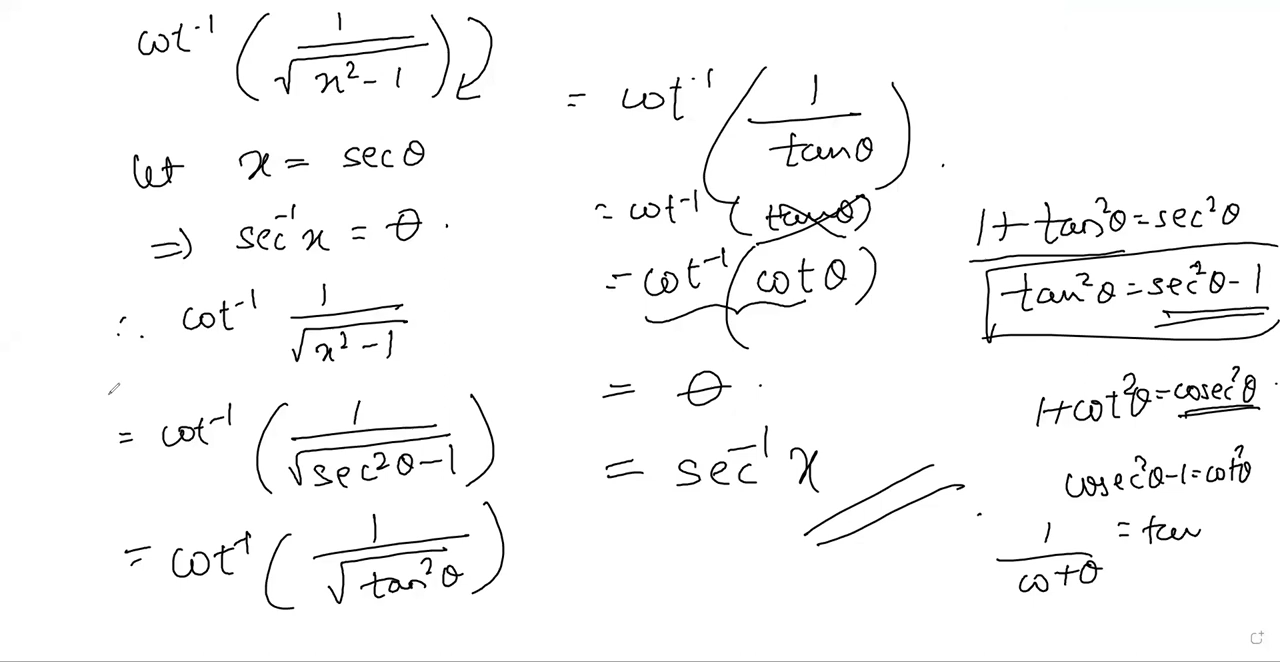 cot⁻¹ (1/√(x²-1))
let x = secθ
⇒ sec⁻¹x = θ.
∴ cot⁻¹ 1/√(x²-1)
= cot⁻¹ (1/√(sec²θ-1))
= cot⁻¹ (1/√(tan²θ))
= cot⁻¹ (1/tanθ).
= cot⁻¹ (tanθ)
= cot⁻¹ (cotθ)
= θ.
= sec⁻¹x
1+tan²θ=sec²θ
tan²θ=sec²θ-1
1+cot²θ=cosec²θ.
cosec²θ-1=cot²θ
1/cotθ = tan